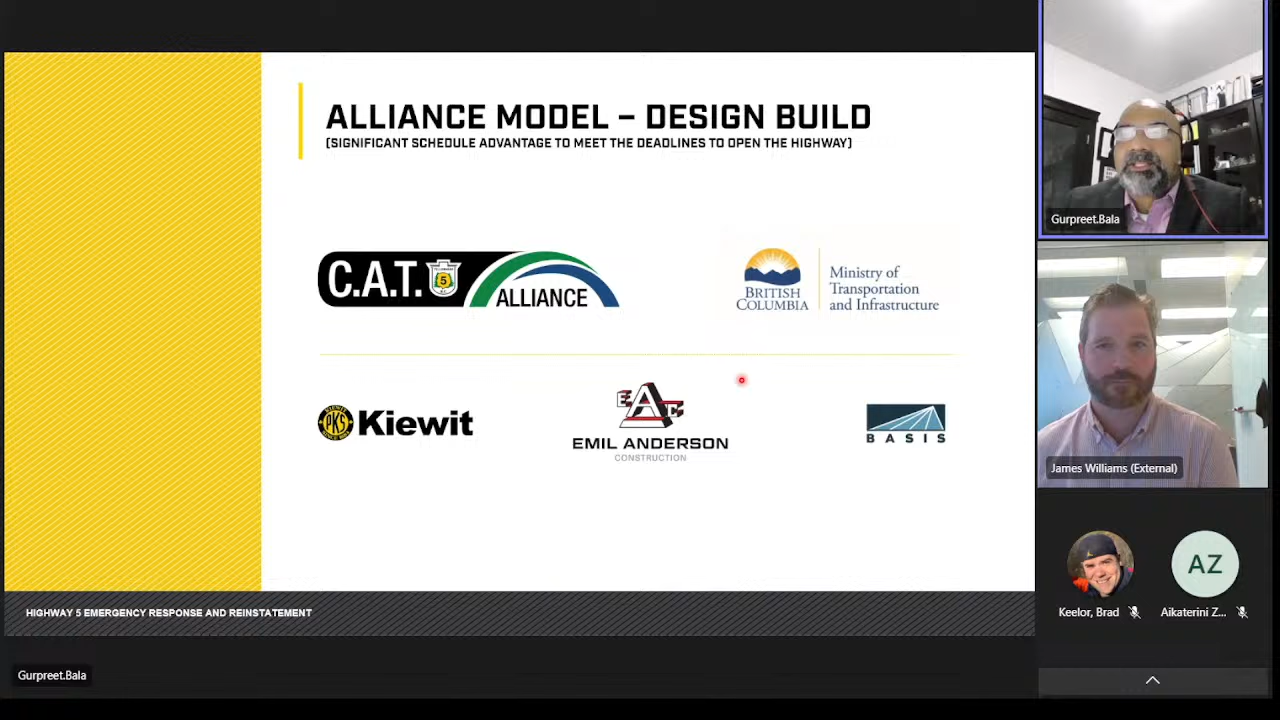 ALLIANCE MODEL – DESIGN BUILD
(SIGNIFICANT SCHEDULE ADVANTAGE TO MEET THE DEADLINES TO OPEN THE HIGHWAY)
C.A.T.
5
ALLIANCE
BRITISH
COLUMBIA
Ministry of
Transportation
and Infrastructure
KIEWIT
PKS
Kiewit
EAC
EMIL ANDERSON
CONSTRUCTION
BASIS
HIGHWAY 5 EMERGENCY RESPONSE AND REINSTATEMENT
Gurpreet.Bala
Gurpreet.Bala
James Williams (External)
AZ
Keelor, Brad
Aikaterini Z...